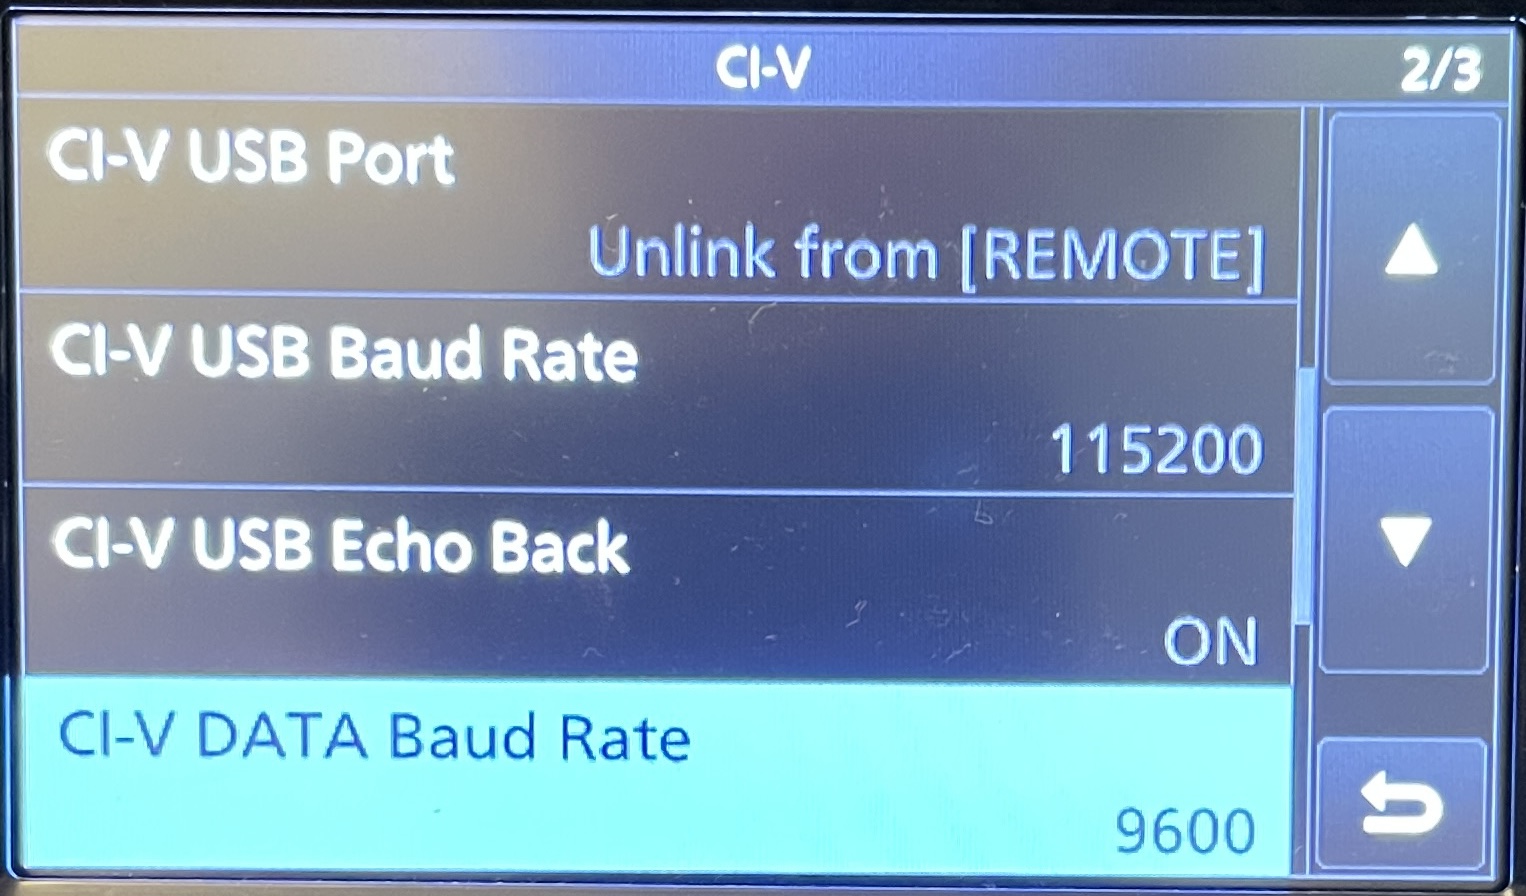 CI-V
2/3
CI-V USB Port
Unlink from [REMOTE]
CI-V USB Baud Rate
115200
CI-V USB Echo Back
ON
CI-V DATA Baud Rate
9600